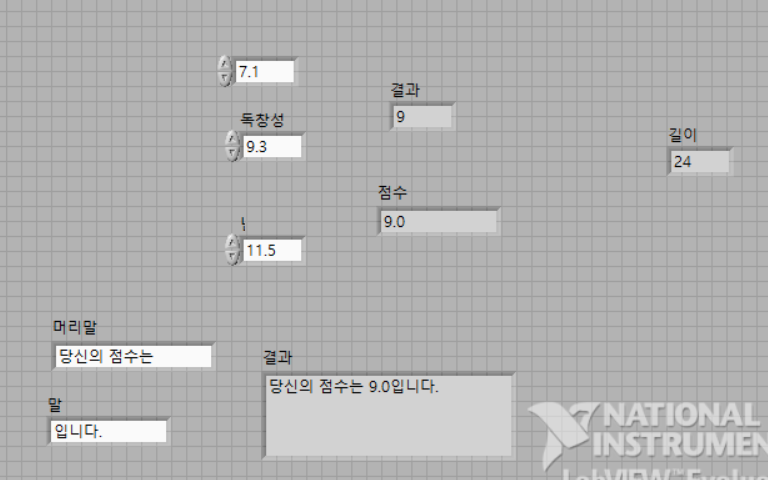 7.1
결과
9
독창성
9.3
길이
24
점수
9.0
11.5
머리말
당신의 점수는
결과
당신의 점수는 9.0입니다.
말
입니다.
NATIONAL
INSTRUMEN
LabVIEW™ Evalua